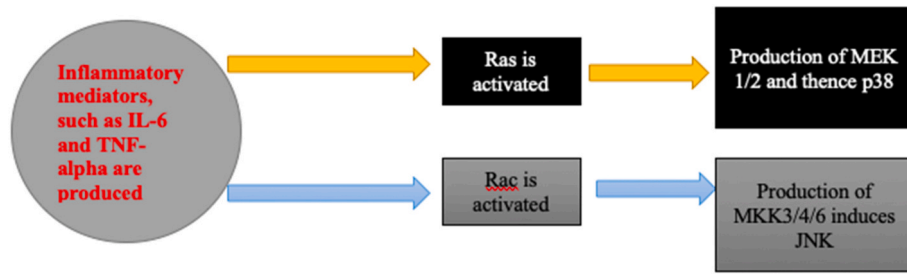 Inflammatory
mediators,
such as IL-6
and TNF-
alpha are
produced
Ras is
activated
Production of MEK
1/2 and thence p38
Rac is
activated
Production of
MKK3/4/6 induces
JNK